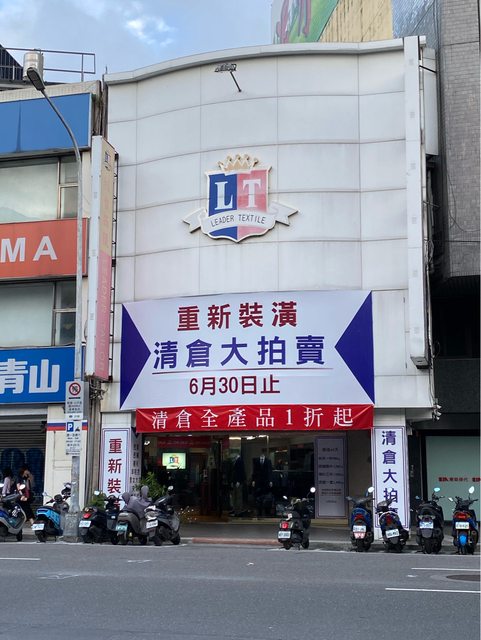 L T
LEADER TEXTILE
MA
重新裝潢
清倉大拍賣
6月30日止
青山
清倉全產品1折起
重新裝
清倉大拍